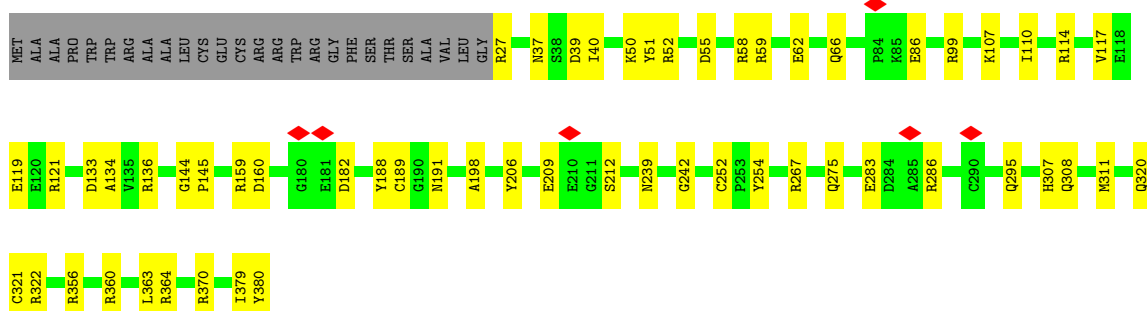 MET ALA ALA PRO TRP TRP ARG ALA ALA LEU CYS GLU CYS ARG ARG TRP ARG GLY PHE SER THR SER ALA VAL LEU GLY R27 N37 S38 D39 I40 K50 Y51 R52 D55 R58 R59 E62 Q66 P84 K85 E86 R99 K107 I110 R114 V117 E118
E119 E120 R121 D133 A134 V135 R136 G144 P145 R159 D160 G180 E181 D182 Y188 C189 G190 N191 A198 Y206 E209 E210 G211 S212 N239 G242 C252 P253 Y254 R267 Q275 E283 D284 A285 R286 C290 Q295 H307 Q308 M311 Q320
C321 R322 R356 R360 L363 R364 R370 I379 Y380